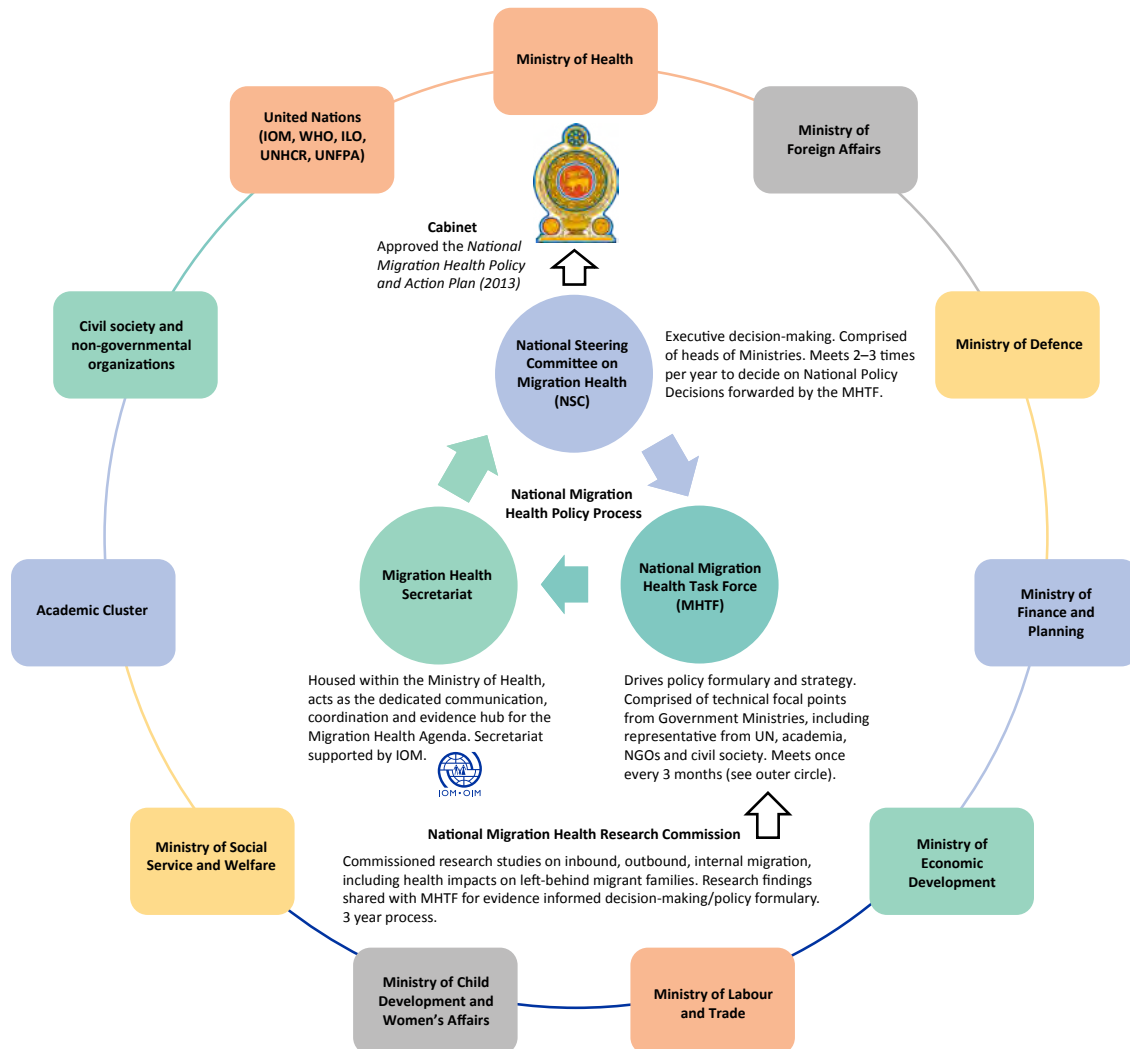 Ministry of Health
United Nations
(IOM, WHO, ILO,
UNHCR, UNFPA)
Ministry of
Foreign Affairs
Cabinet
Approved the National
Migration Health Policy
and Action Plan (2013)
Civil society and
non-governmental
organizations
National Steering
Committee on
Migration Health
(NSC)
Executive decision-making. Comprised
of heads of Ministries. Meets 2–3 times
per year to decide on National Policy
Decisions forwarded by the MHTF.
Ministry of Defence
National Migration
Health Policy Process
Academic Cluster
Migration Health
Secretariat
National Migration
Health Task Force
(MHTF)
Ministry of
Finance and
Planning
Housed within the Ministry of Health,
acts as the dedicated communication,
coordination and evidence hub for the
Migration Health Agenda. Secretariat
supported by IOM.
IOM • OIM
Drives policy formulary and strategy.
Comprised of technical focal points
from Government Ministries, including
representative from UN, academia,
NGOs and civil society. Meets once
every 3 months (see outer circle).
Ministry of Social
Service and Welfare
National Migration Health Research Commission
Commissioned research studies on inbound, outbound, internal migration,
including health impacts on left-behind migrant families. Research findings
shared with MHTF for evidence informed decision-making/policy formulary.
3 year process.
Ministry of
Economic
Development
Ministry of Child
Development and
Women's Affairs
Ministry of Labour
and Trade